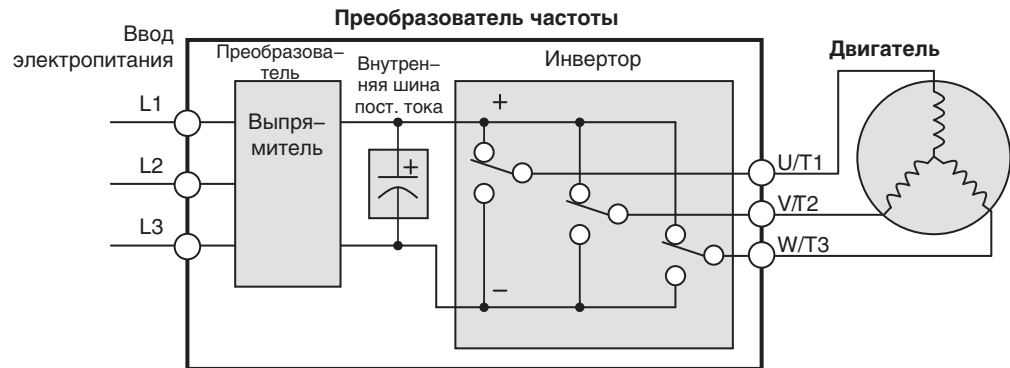 Преобразователь частоты
Ввод
электропитания
Преобразова–
тель
Внутрен–
няя шина
пост. тока
Инвертор
Двигатель
L1
L2
L3
Выпря–
митель
+
+
–
U/T1
V/T2
W/T3